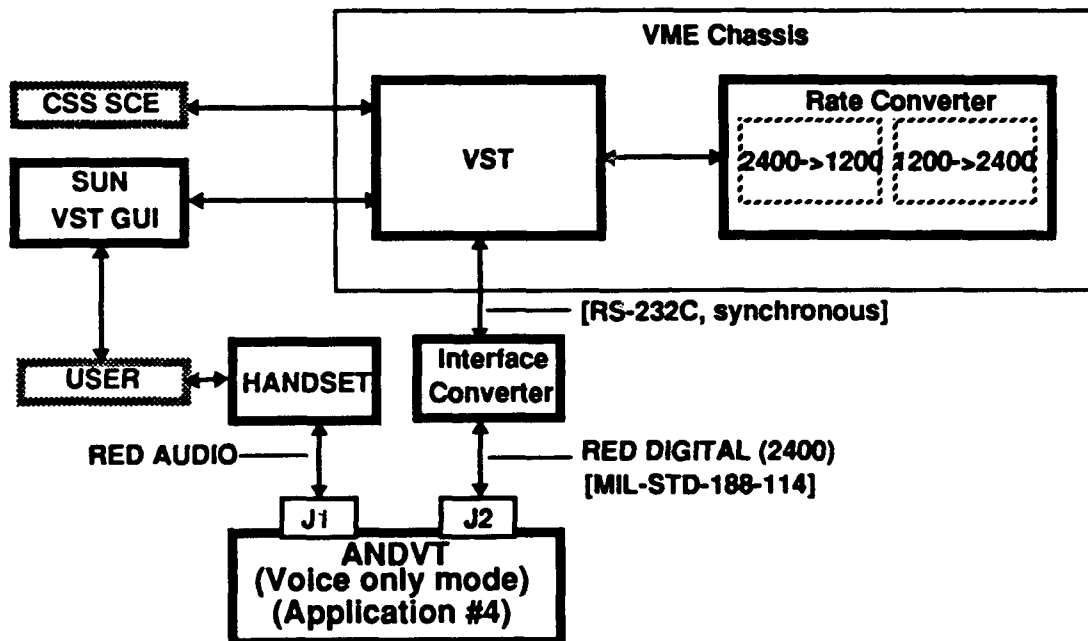 VME Chassis
CSS SCE
VST
Rate Converter
2400->1200
1200->2400
SUN
VST GUI
[RS-232C, synchronous]
USER
HANDSET
Interface
Converter
RED AUDIO
RED DIGITAL (2400)
[MIL-STD-188-114]
J1
J2
ANDVT
(Voice only mode)
(Application #4)